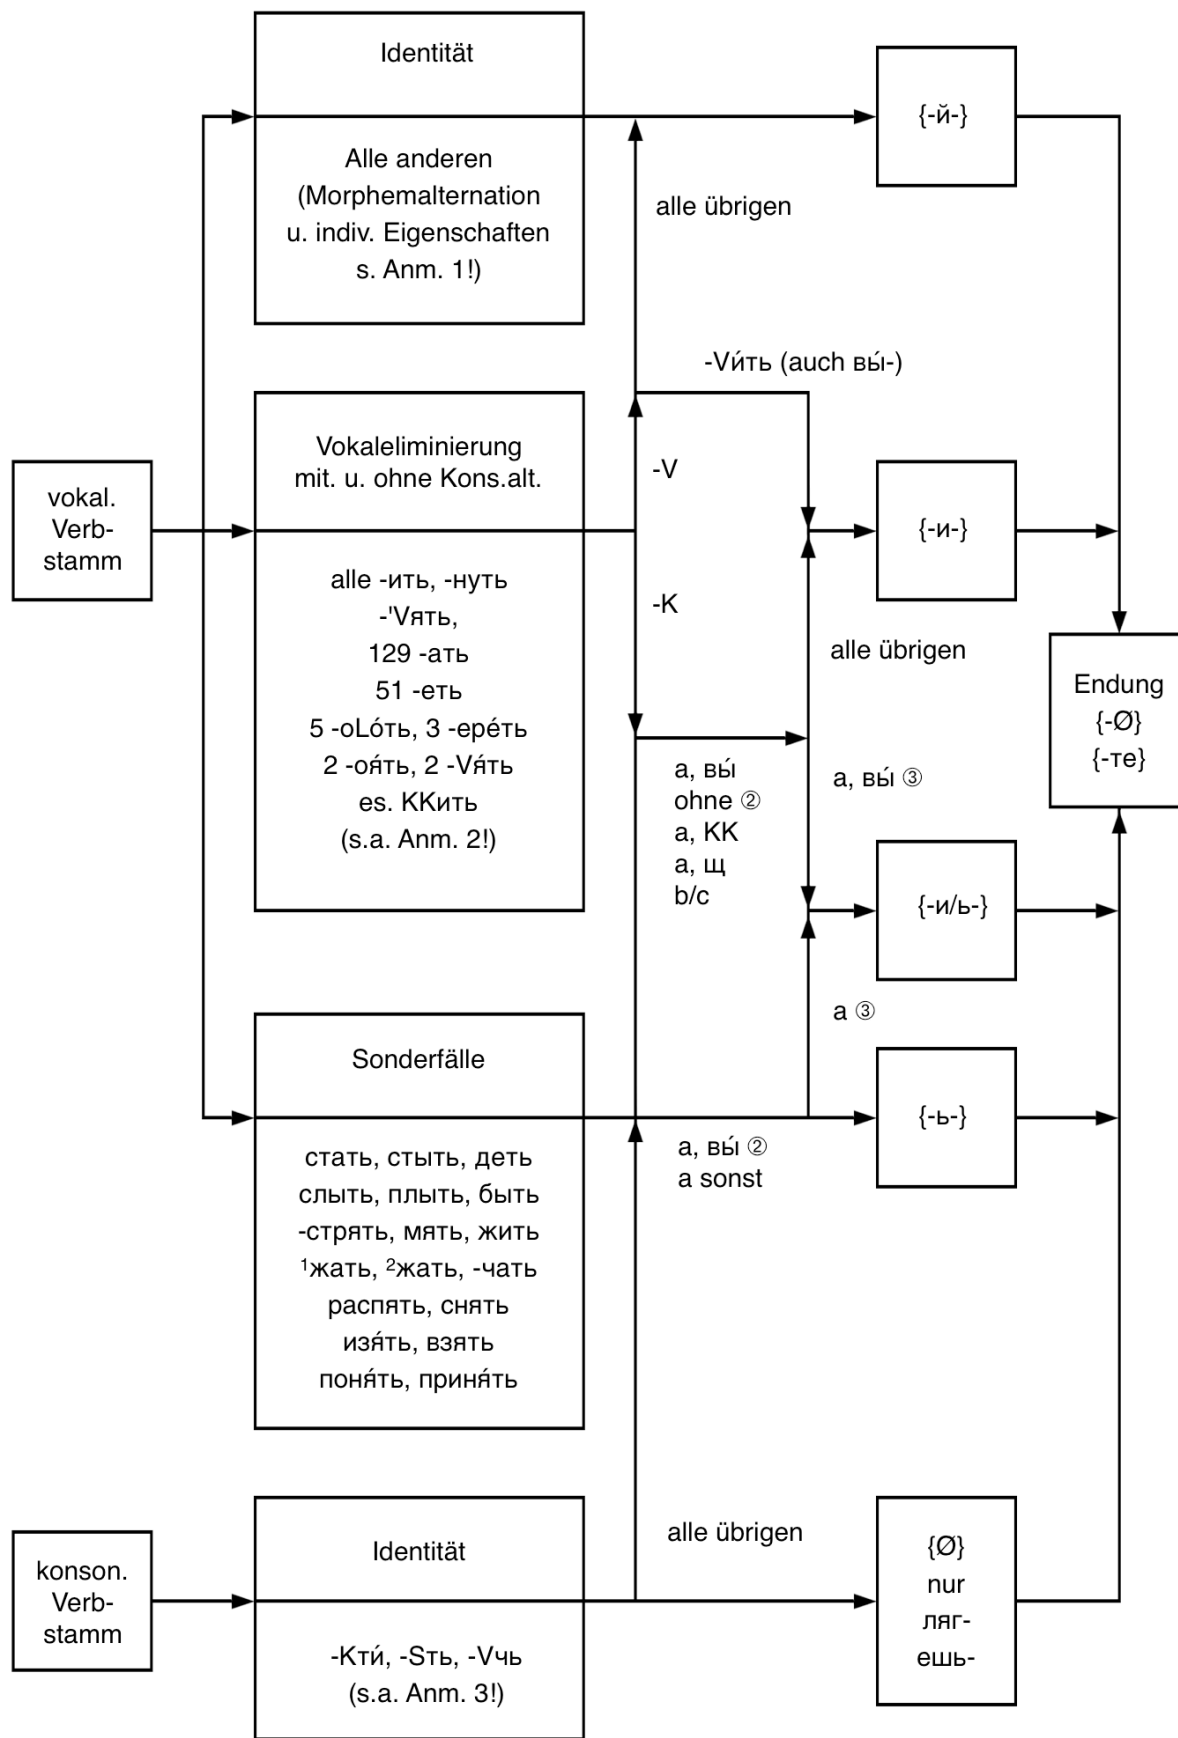 Identität
Alle anderen
(Morphemalternation
u. indiv. Eigenschaften
s. Anm. 1!)
{-й-}
alle übrigen
-Vи́ть (auch вы́-)
vokal.
Verb-
stamm
Vokaleliminierung
mit. u. ohne Kons.alt.
alle -ить, -нуть
-'Vять,
129 -ать
51 -еть
5 -oLóть, 3 -ерéть
2 -оя́ть, 2 -Vя́ть
es. KKить
(s.a. Anm. 2!)
-V
-K
{-и-}
alle übrigen
Endung
{-Ø}
{-те}
a, вы́
ohne ②
a, KK
a, щ
b/c
a, вы́ ③
{-и/ь-}
a ③
Sonderfälle
стать, стыть, деть
слыть, плыть, быть
-стрять, мять, жить
¹жать, ²жать, -чать
распять, снять
изя́ть, взять
поня́ть, приня́ть
{-ь-}
a, вы́ ②
a sonst
konson.
Verb-
stamm
Identität
-Kти́, -Sть, -Vчь
(s.a. Anm. 3!)
alle übrigen
{Ø}
nur
ляг-
ешь-